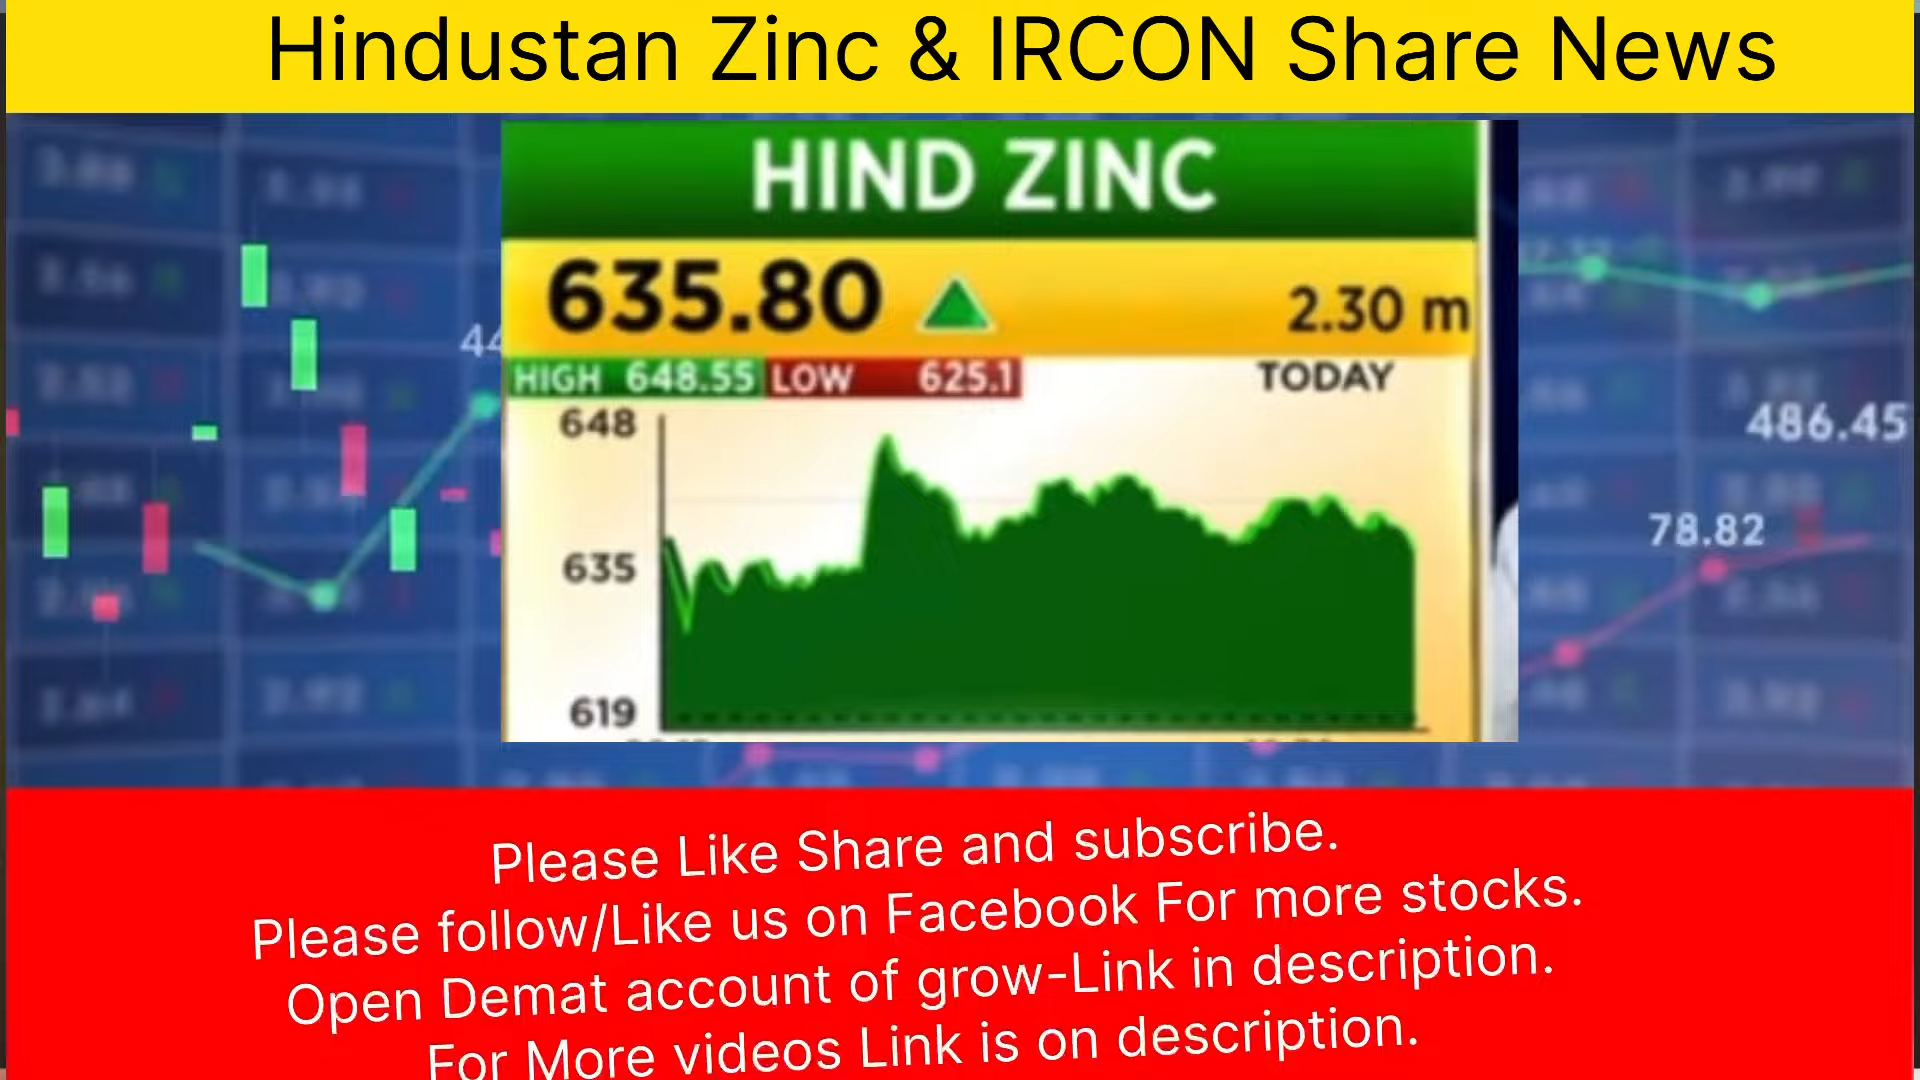 Hindustan Zinc & IRCON Share News
HIND ZINC
635.80 2.30 m
HIGH 648.55 LOW 625.1 TODAY
648
635
619
44
486.45
78.82
Please Like Share and subscribe.
Please follow/Like us on Facebook For more stocks.
Open Demat account of grow-Link in description.
For More videos Link is on description.